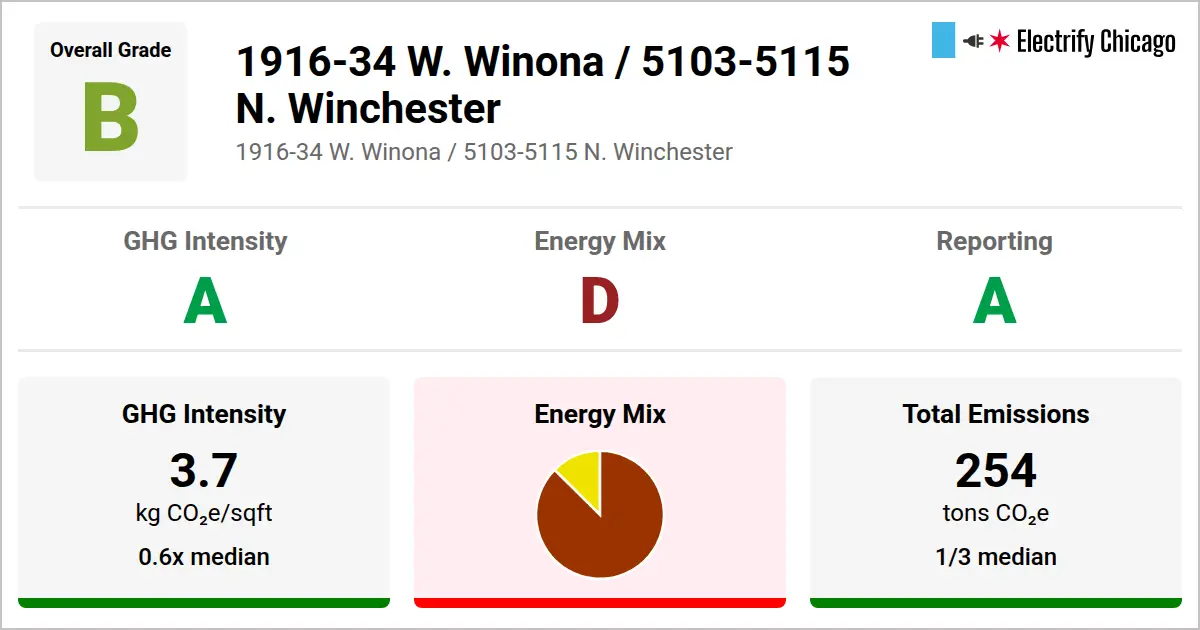 Overall Grade
B
1916-34 W. Winona / 5103-5115
N. Winchester
1916-34 W. Winona / 5103-5115 N. Winchester
Electrify Chicago
GHG Intensity
A
Energy Mix
D
Reporting
A
GHG Intensity
3.7
kg CO₂e/sqft
0.6x median
Energy Mix
Total Emissions
254
tons CO₂e
1/3 median